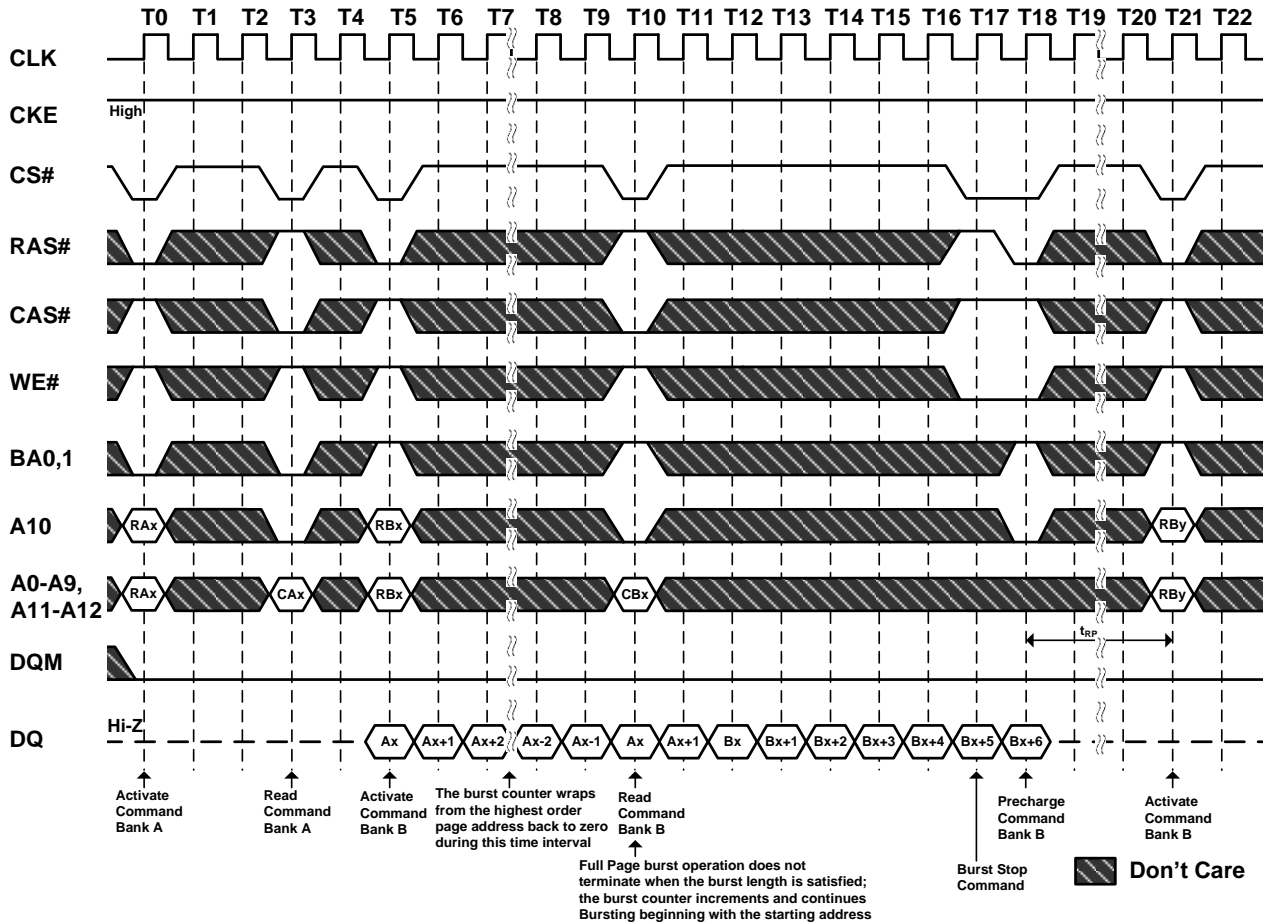 T0 T1 T2 T3 T4 T5 T6 T7 T8 T9 T10 T11 T12 T13 T14 T15 T16 T17 T18 T19 T20 T21 T22
CLK
CKE
High
CS#
RAS#
CAS#
WE#
BA0,1
A10
RAx RBx RBy
A0-A9,
A11-A12
RAx CAx RBx CBx RBy
tRP
DQM
Hi-Z
DQ
Ax Ax+1 Ax+2 Ax-2 Ax-1 Ax Ax+1 Bx Bx+1 Bx+2 Bx+3 Bx+4 Bx+5 Bx+6
Activate
Command
Bank A
Read
Command
Bank A
Activate
Command
Bank B
The burst counter wraps
from the highest order
page address back to zero
during this time interval
Read
Command
Bank B
Full Page burst operation does not
terminate when the burst length is satisfied;
the burst counter increments and continues
Bursting beginning with the starting address
Burst Stop
Command
Precharge
Command
Bank B
Activate
Command
Bank B
Don't Care